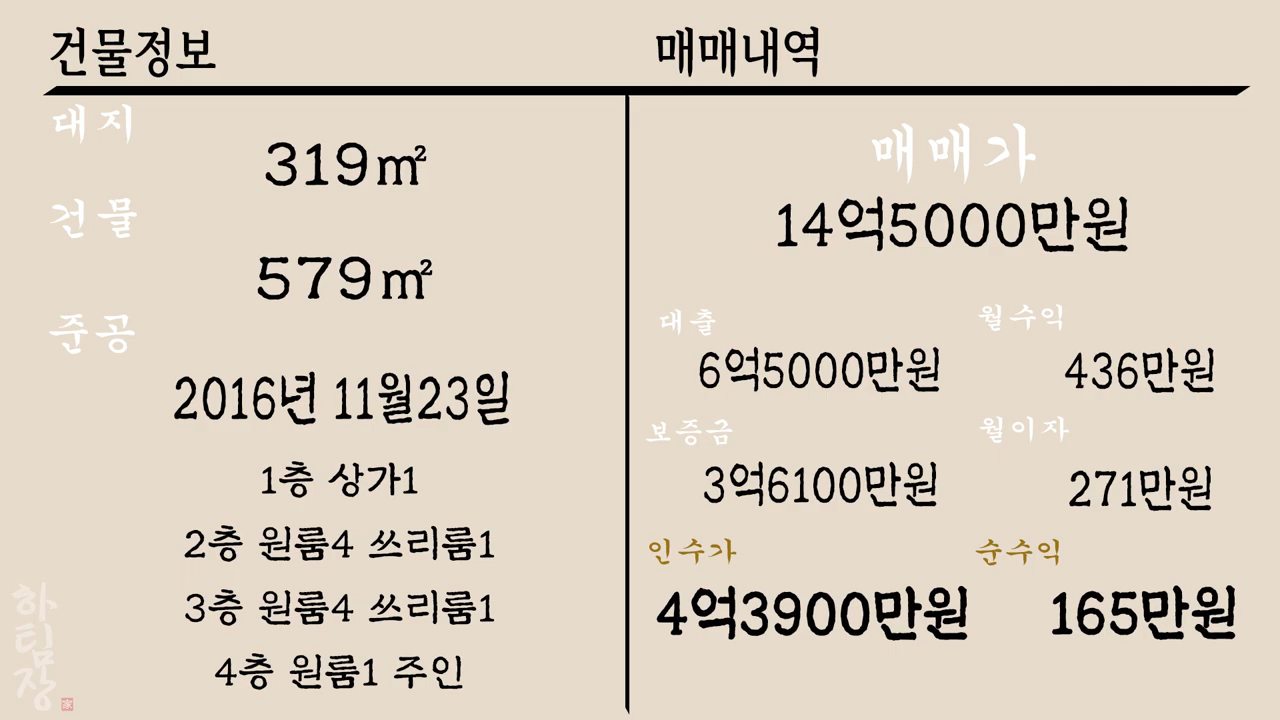 건물정보
대지
319㎡
건물
579㎡
준공
2016년 11월23일
1층 상가1
2층 원룸4 쓰리룸1
3층 원룸4 쓰리룸1
4층 원룸1 주인
하팀장
매매내역
매매가
14억5000만원
대출
6억5000만원
월수익
436만원
보증금
3억6100만원
월이자
271만원
인수가
4억3900만원
순수익
165만원